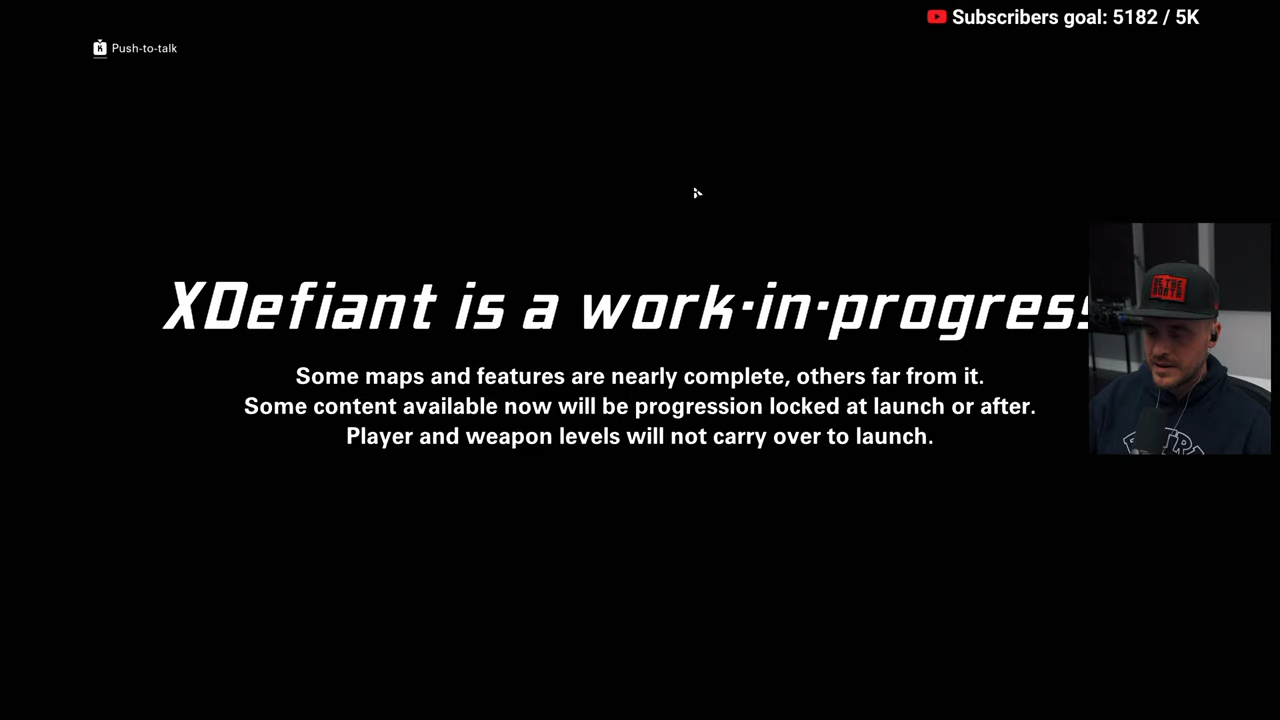 Subscribers goal: 5182 / 5K
Push-to-talk
XDefiant is a work-in-progress
Some maps and features are nearly complete, others far from it.
Some content available now will be progression locked at launch or after.
Player and weapon levels will not carry over to launch.